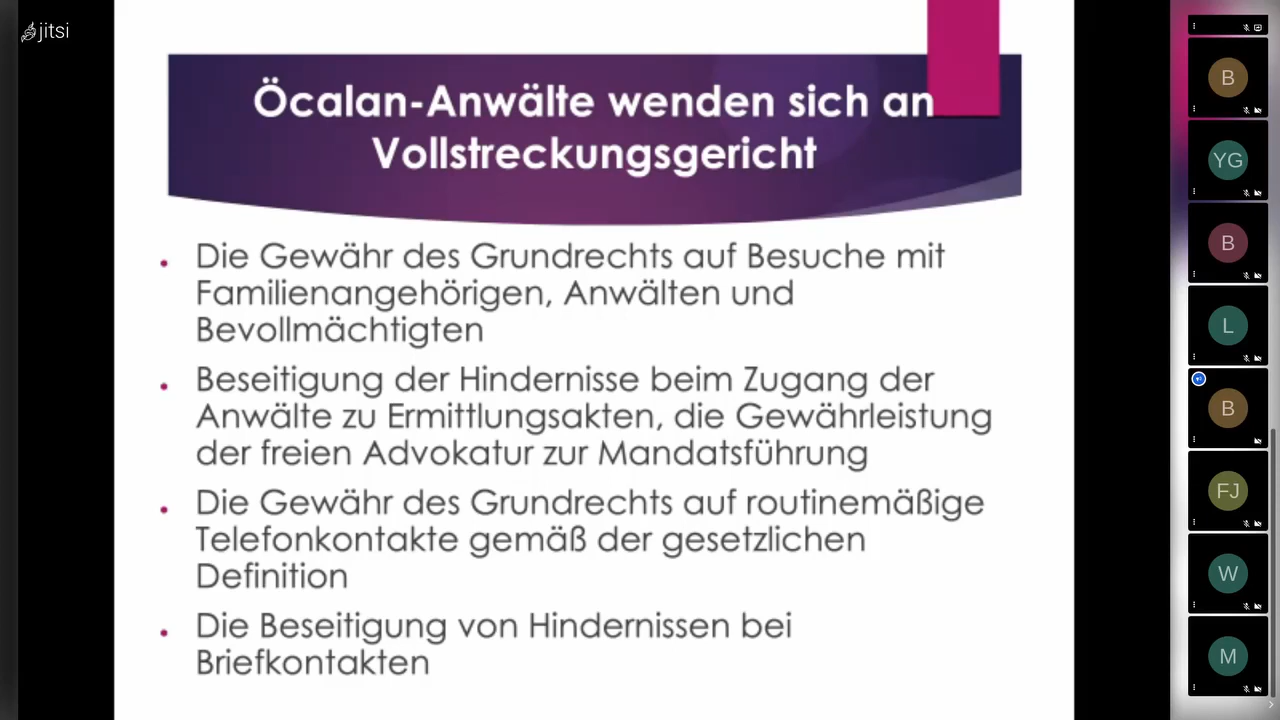 jitsi
Öcalan-Anwälte wenden sich an
Vollstreckungsgericht
Die Gewähr des Grundrechts auf Besuche mit
Familienangehörigen, Anwälten und
Bevollmächtigten
Beseitigung der Hindernisse beim Zugang der
Anwälte zu Ermittlungsakten, die Gewährleistung
der freien Advokatur zur Mandatsführung
Die Gewähr des Grundrechts auf routinemäßige
Telefonkontakte gemäß der gesetzlichen
Definition
Die Beseitigung von Hindernissen bei
Briefkontakten
B
YG
B
L
B
FJ
W
M